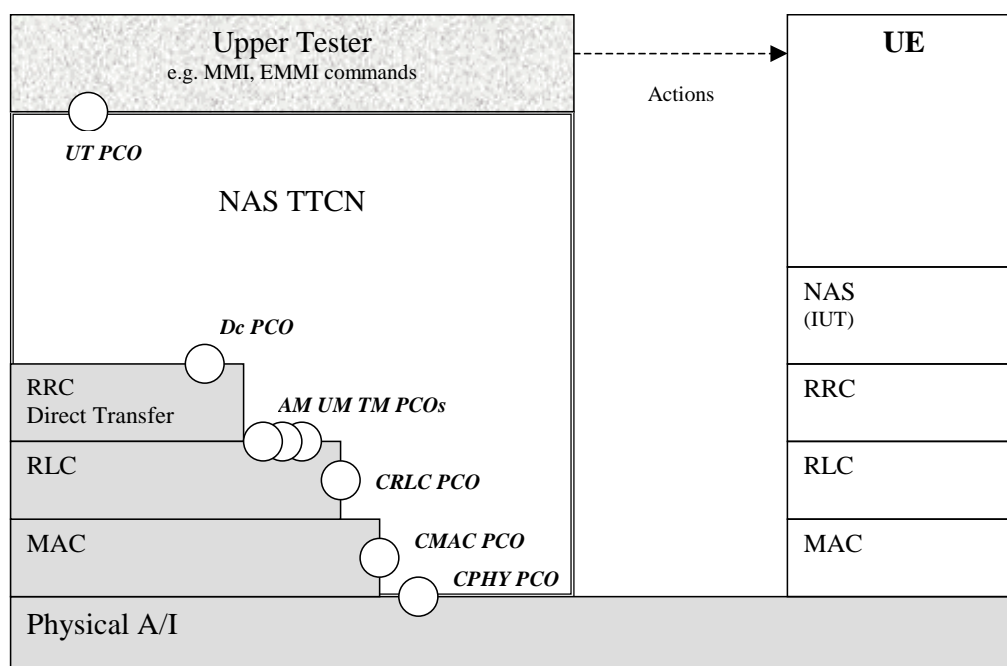 Upper Tester
e.g. MMI, EMMI commands
UE
Actions
UT PCO
NAS TTCN
NAS
(IUT)
Dc PCO
RRC
Direct Transfer
AM UM TM PCOs
RRC
RLC
CRLC PCO
RLC
MAC
CMAC PCO
MAC
CPHY PCO
Physical A/I